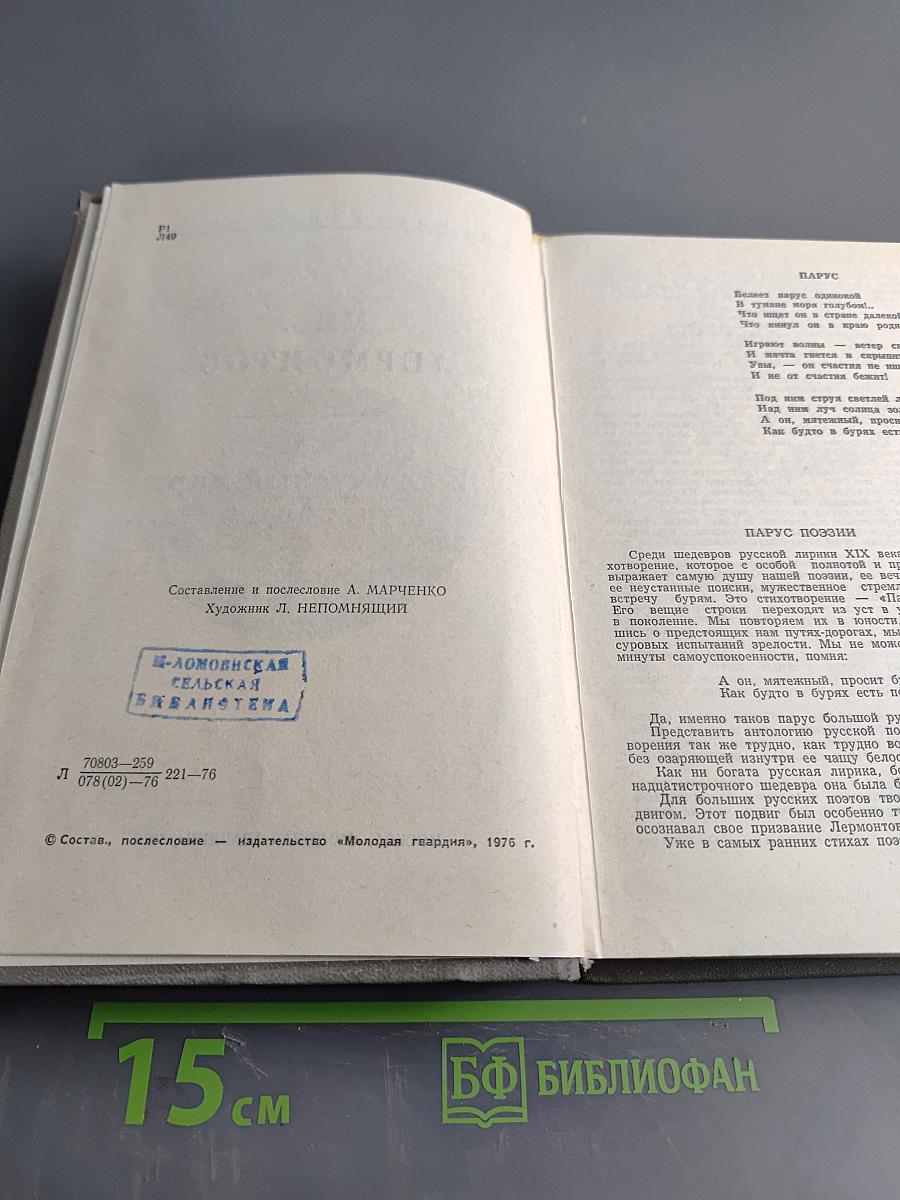 Р1
Л49
Составление и послесловие А. МАРЧЕНКО
Художник Л. НЕПОМНЯЩИЙ
СЕЛЬСКАЯ
БИБЛИОТЕКА
Л 70803—259
078(02)—76 221—76
© Состав., послесловие — издательство «Молодая гвардия», 1976 г.
ПАРУС
Белеет парус одинокой
В тумане моря голубом!..
Что ищет он в стране далекой
Что кинул он в краю
Играют волны — ветер
И мачта гнется и
Увы, — он счастия не
И не от счастия бежит!
Под ним струя светлей
Над ним луч солнца
А он, мятежный,
Как будто в бурях
ПАРУС ПОЭЗИИ
Среди шедевров русской лирики XIX века
хотворение, которое с особой полнотой и
выражает самую душу нашей поэзии, ее
ее неустанные поиски, мужественное
встречу бурям. Это стихотворение —
Его вещие строки переходят из уст в
в поколение. Мы повторяем их в юности,
шись о предстоящих нам путях-дорогах,
суровых испытаний зрелости. Мы не
минуты самоуспокоенности, помня:
А он, мятежный, просит
Как будто в бурях есть
Да, именно таков парус большой
Представить антологию русской
ворения так же трудно, как трудно
без озаряющей изнутри ее чащу
Как ни богата русская лирика,
надцатистрочного шедевра она была
Для больших русских поэтов
двигом. Этот подвиг был особенно
осознавал свое призвание Лермонтов
Уже в самых ранних стихах
15 см
БФ БИБЛИОФАН